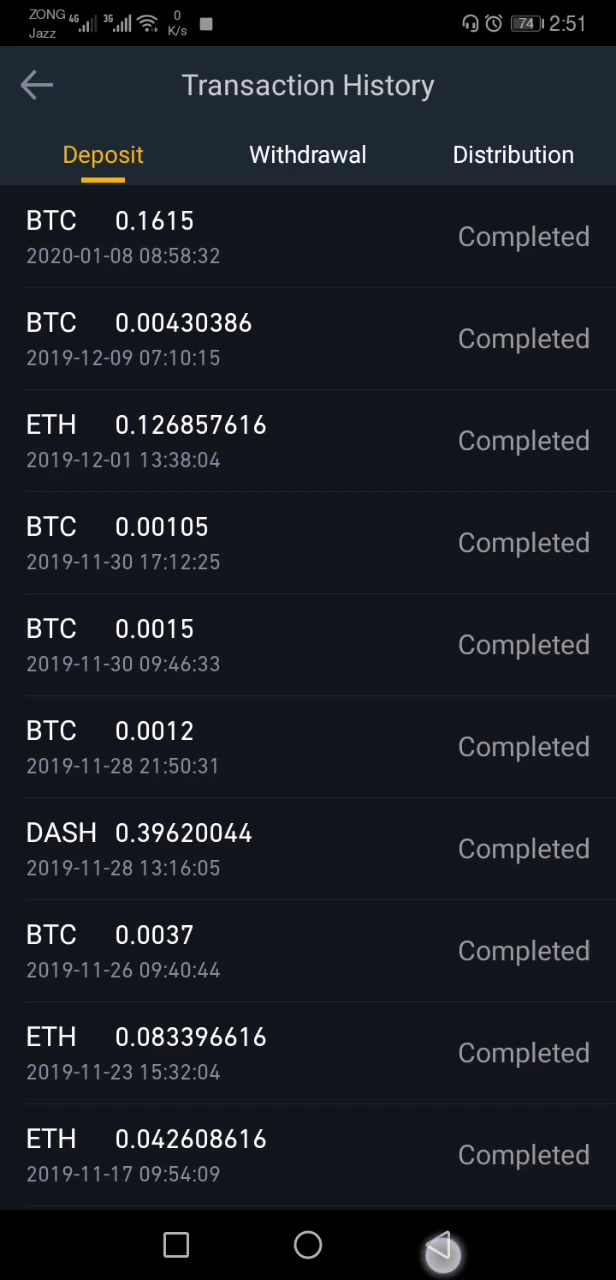 ZONG 4G 3G 0 74 2:51
Jazz K/s
Transaction History
Deposit Withdrawal Distribution
BTC 0.1615
2020-01-08 08:58:32 Completed
BTC 0.00430386
2019-12-09 07:10:15 Completed
ETH 0.126857616
2019-12-01 13:38:04 Completed
BTC 0.00105
2019-11-30 17:12:25 Completed
BTC 0.0015
2019-11-30 09:46:33 Completed
BTC 0.0012
2019-11-28 21:50:31 Completed
DASH 0.39620044
2019-11-28 13:16:05 Completed
BTC 0.0037
2019-11-26 09:40:44 Completed
ETH 0.083396616
2019-11-23 15:32:04 Completed
ETH 0.042608616
2019-11-17 09:54:09 Completed